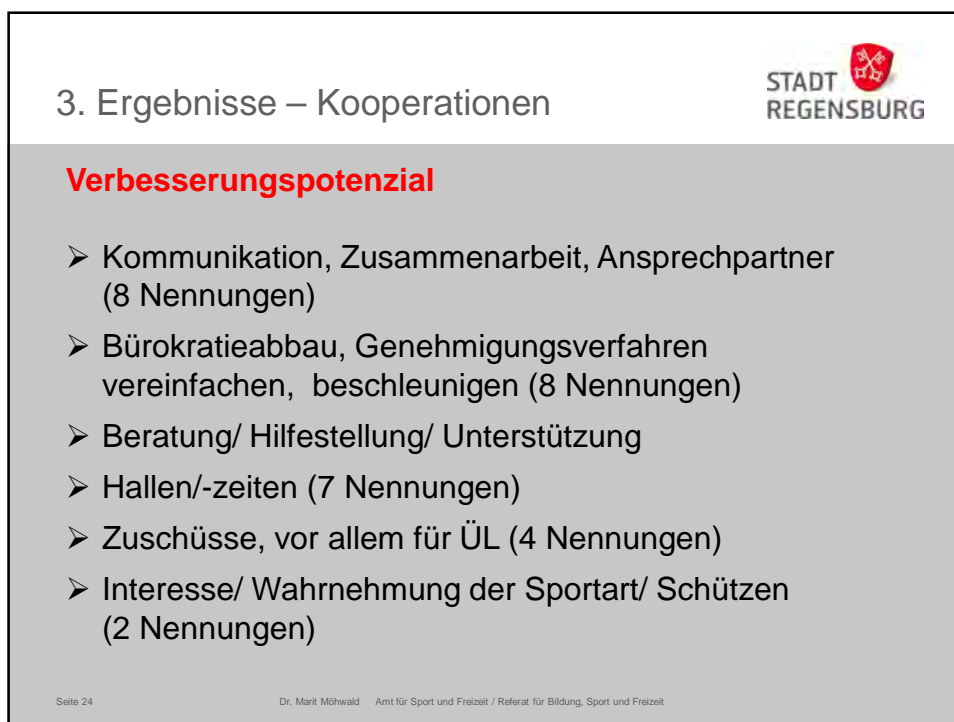 3. Ergebnisse – Kooperationen
STADT
REGENSBURG
Verbesserungspotenzial
➢ Kommunikation, Zusammenarbeit, Ansprechpartner
(8 Nennungen)
➢ Bürokratieabbau, Genehmigungsverfahren
vereinfachen,  beschleunigen (8 Nennungen)
➢ Beratung/ Hilfestellung/ Unterstützung
➢ Hallen/-zeiten (7 Nennungen)
➢ Zuschüsse, vor allem für ÜL (4 Nennungen)
➢ Interesse/ Wahrnehmung der Sportart/ Schützen
(2 Nennungen)
Seite 24 Dr. Marit Möhwald Amt für Sport und Freizeit / Referat für Bildung, Sport und Freizeit